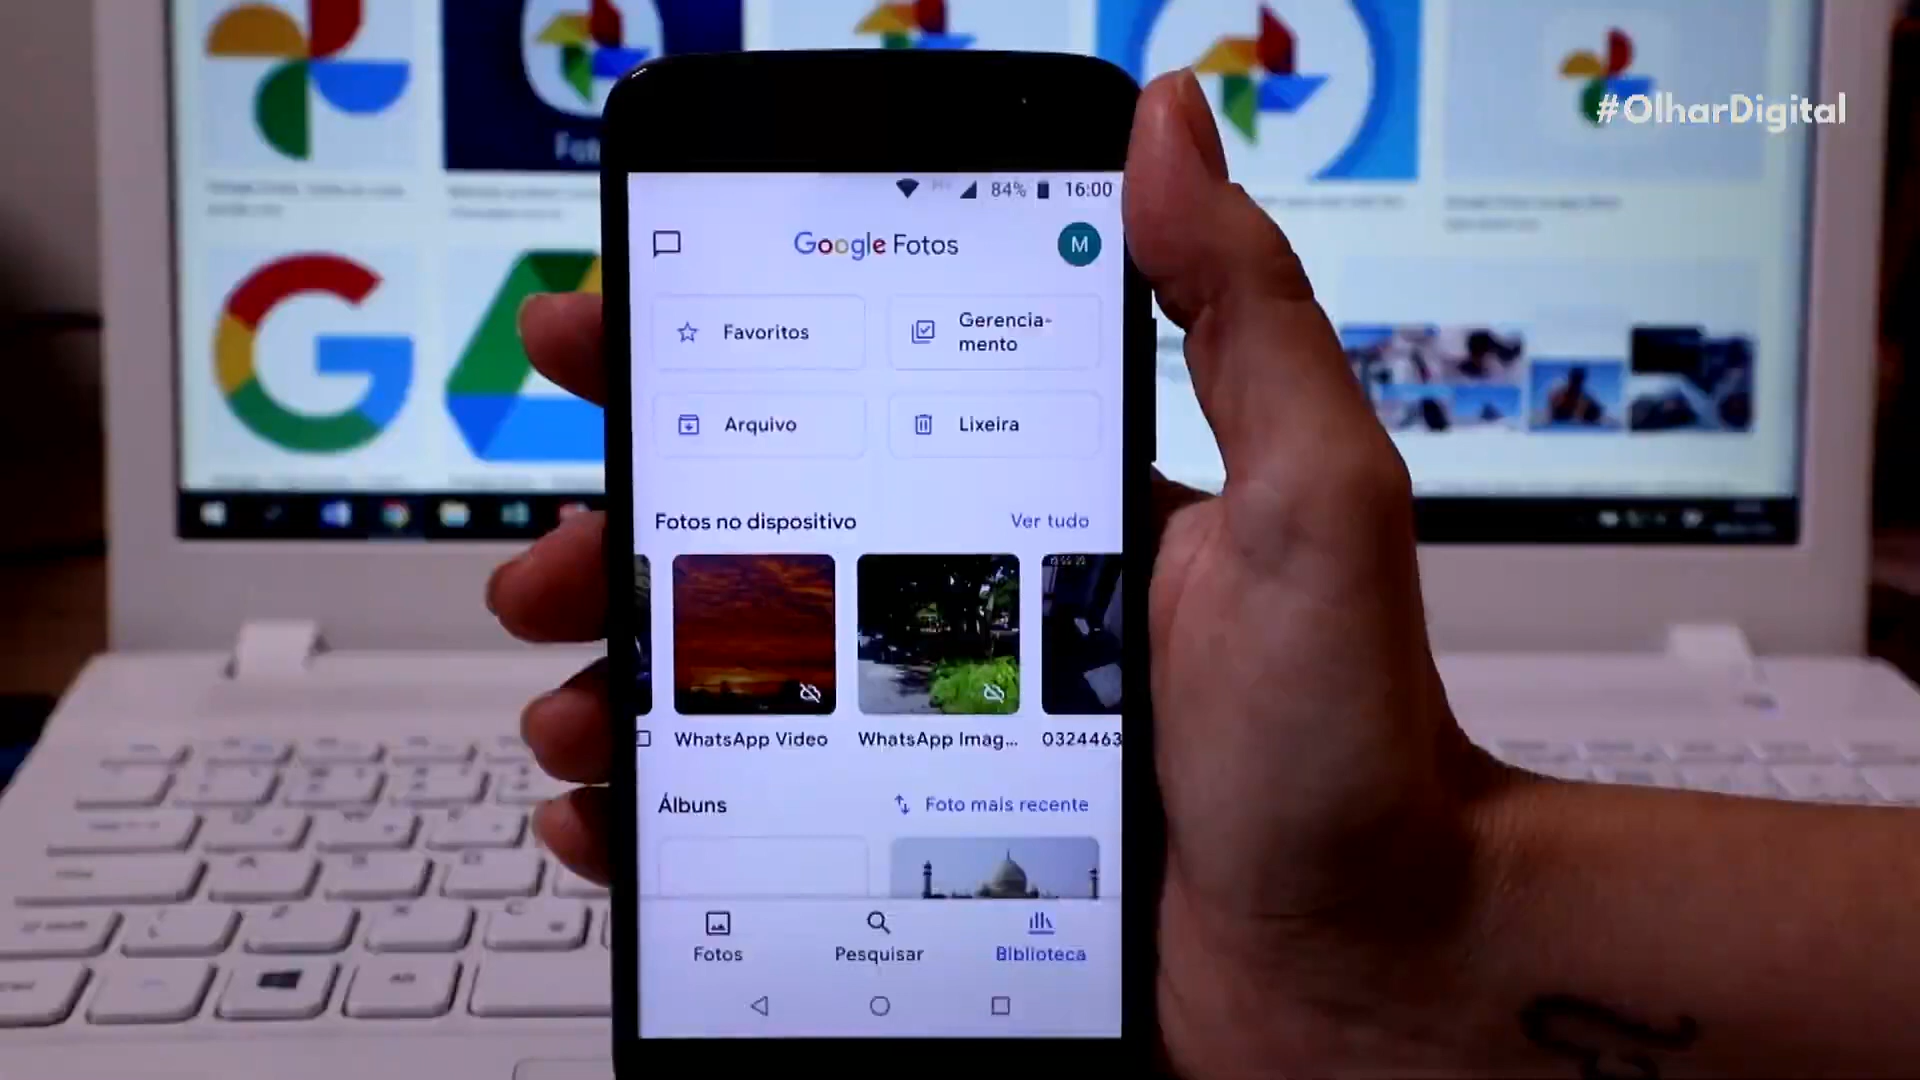 #OlharDigital
84% 16:00
Google Fotos
M
Favoritos
Gerencia-
mento
Arquivo
Lixeira
Fotos no dispositivo
Ver tudo
WhatsApp Video
WhatsApp Imag...
0324463
Álbuns
Foto mais recente
Fotos
Pesquisar
Biblioteca